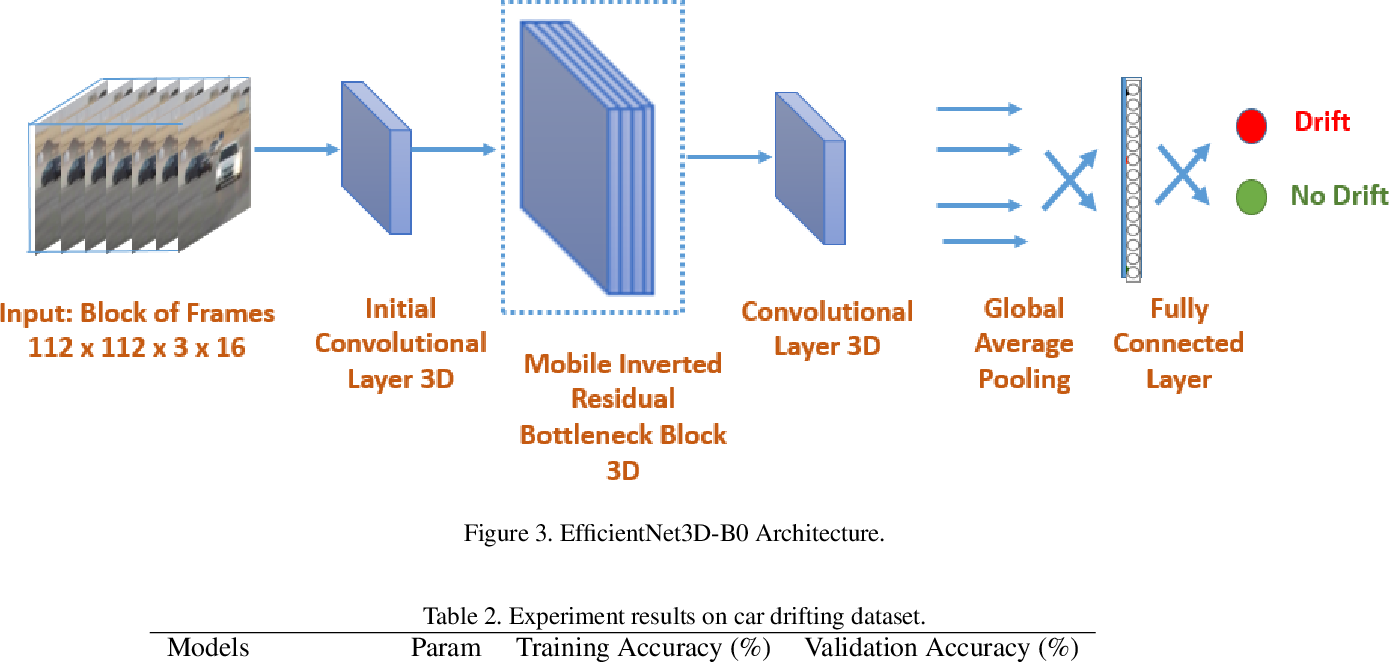 Drift
No Drift
Input: Block of Frames
112 x 112 x 3 x 16
Initial
Convolutional
Layer 3D
Mobile Inverted
Residual
Bottleneck Block
3D
Convolutional
Layer 3D
Global
Average
Pooling
Fully
Connected
Layer
Figure 3. EfficientNet3D-B0 Architecture.
Table 2. Experiment results on car drifting dataset.
Models Param Training Accuracy (%) Validation Accuracy (%)